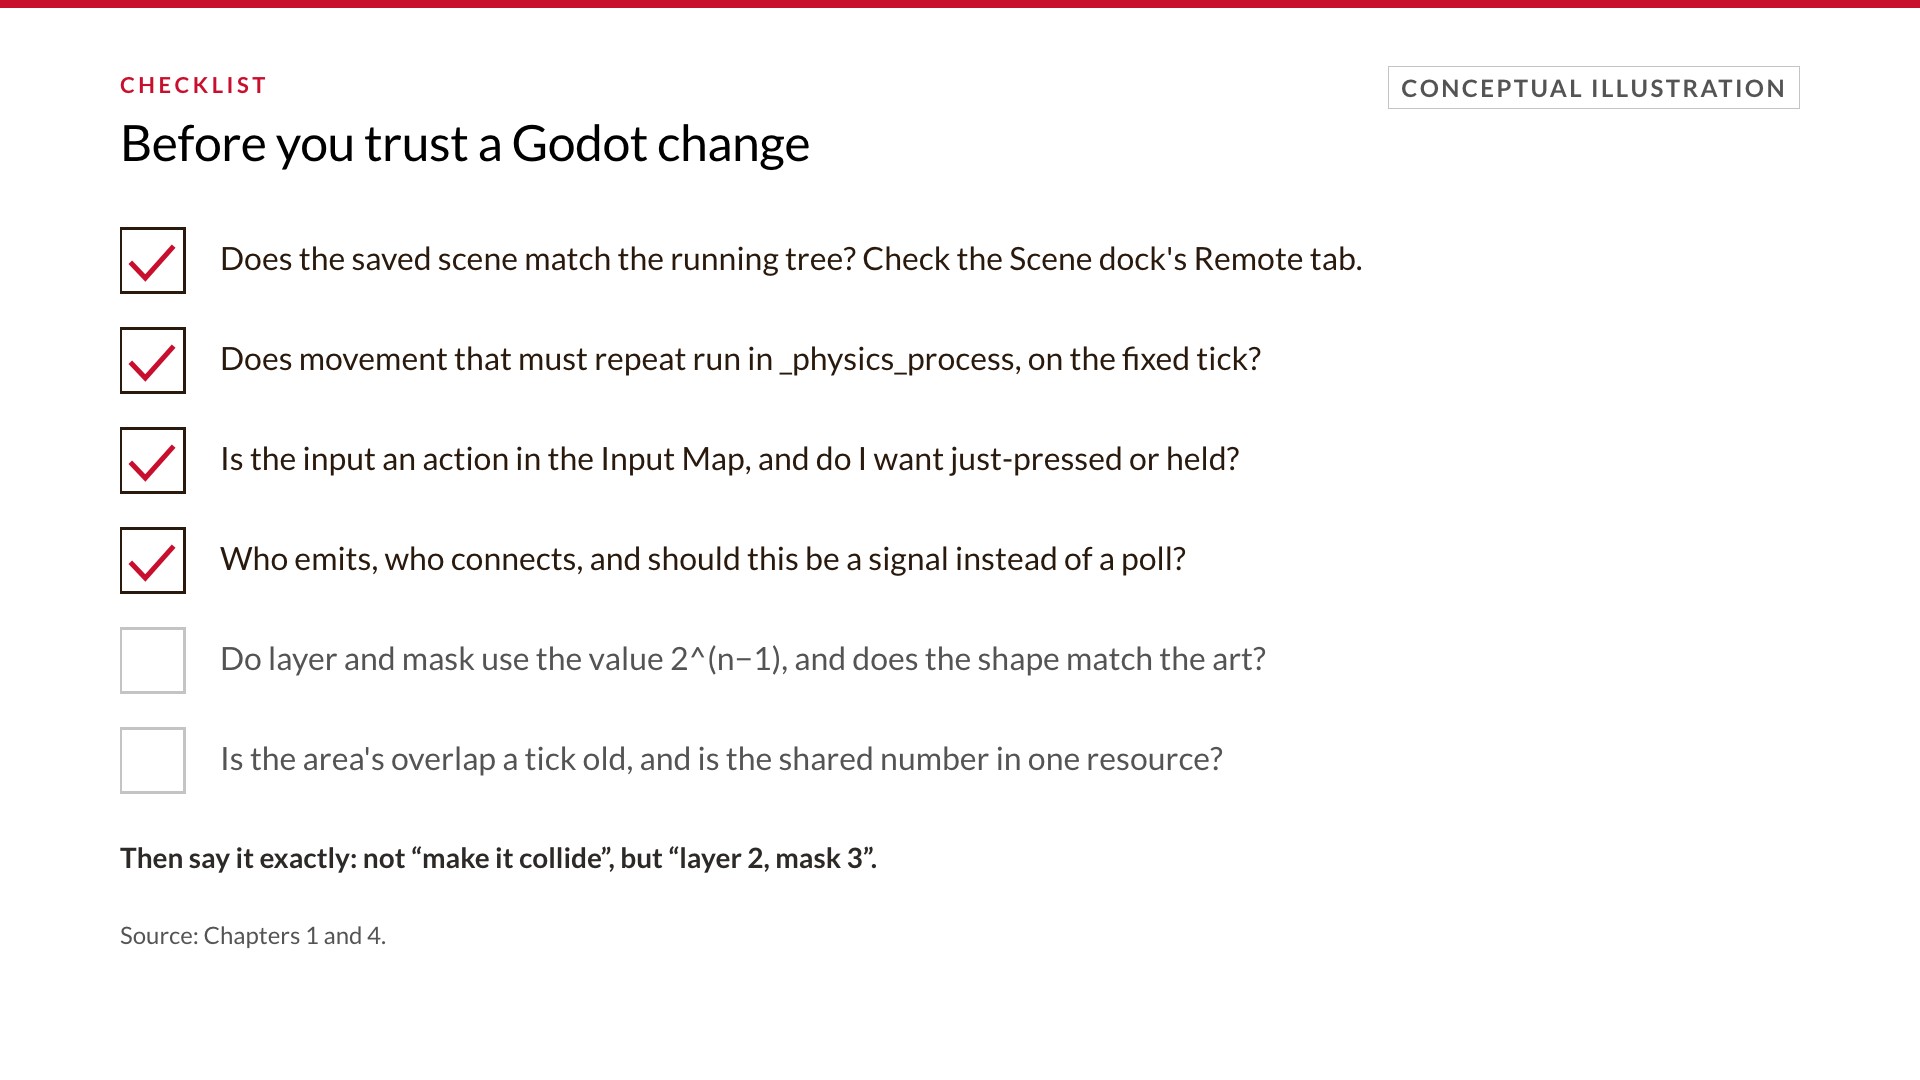 CHECKLIST
CONCEPTUAL ILLUSTRATION
Before you trust a Godot change
Does the saved scene match the running tree? Check the Scene dock's Remote tab.
Does movement that must repeat run in _physics_process, on the fixed tick?
Is the input an action in the Input Map, and do I want just-pressed or held?
Who emits, who connects, and should this be a signal instead of a poll?
Do layer and mask use the value 2^(n−1), and does the shape match the art?
Is the area's overlap a tick old, and is the shared number in one resource?
Then say it exactly: not “make it collide”, but “layer 2, mask 3”.
Source: Chapters 1 and 4.